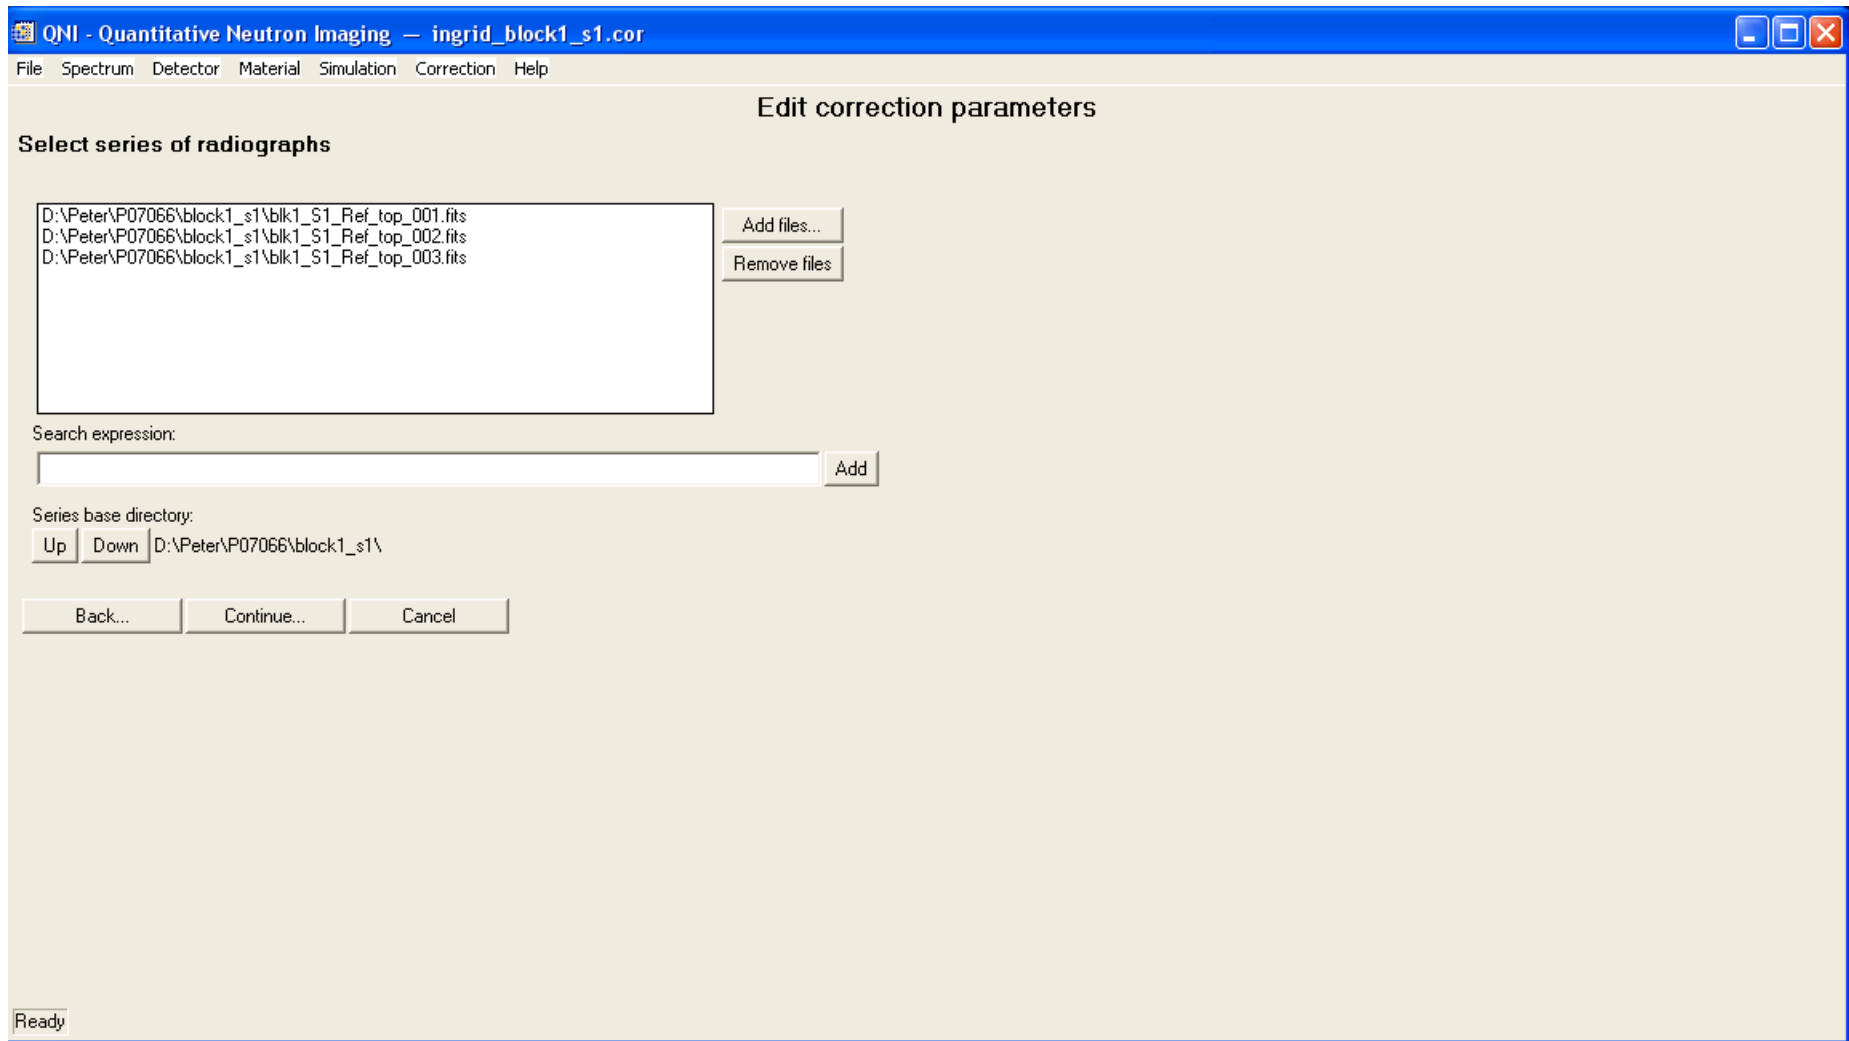 QNI - Quantitative Neutron Imaging — ingrid_block1_s1.cor
File Spectrum Detector Material Simulation Correction Help
Edit correction parameters
Select series of radiographs
D:\Peter\P07066\block1_s1\blk1_S1_Ref_top_001.fits
D:\Peter\P07066\block1_s1\blk1_S1_Ref_top_002.fits
D:\Peter\P07066\block1_s1\blk1_S1_Ref_top_003.fits
Add files...
Remove files
Search expression:
Add
Series base directory:
Up Down D:\Peter\P07066\block1_s1\
Back... Continue... Cancel
Ready